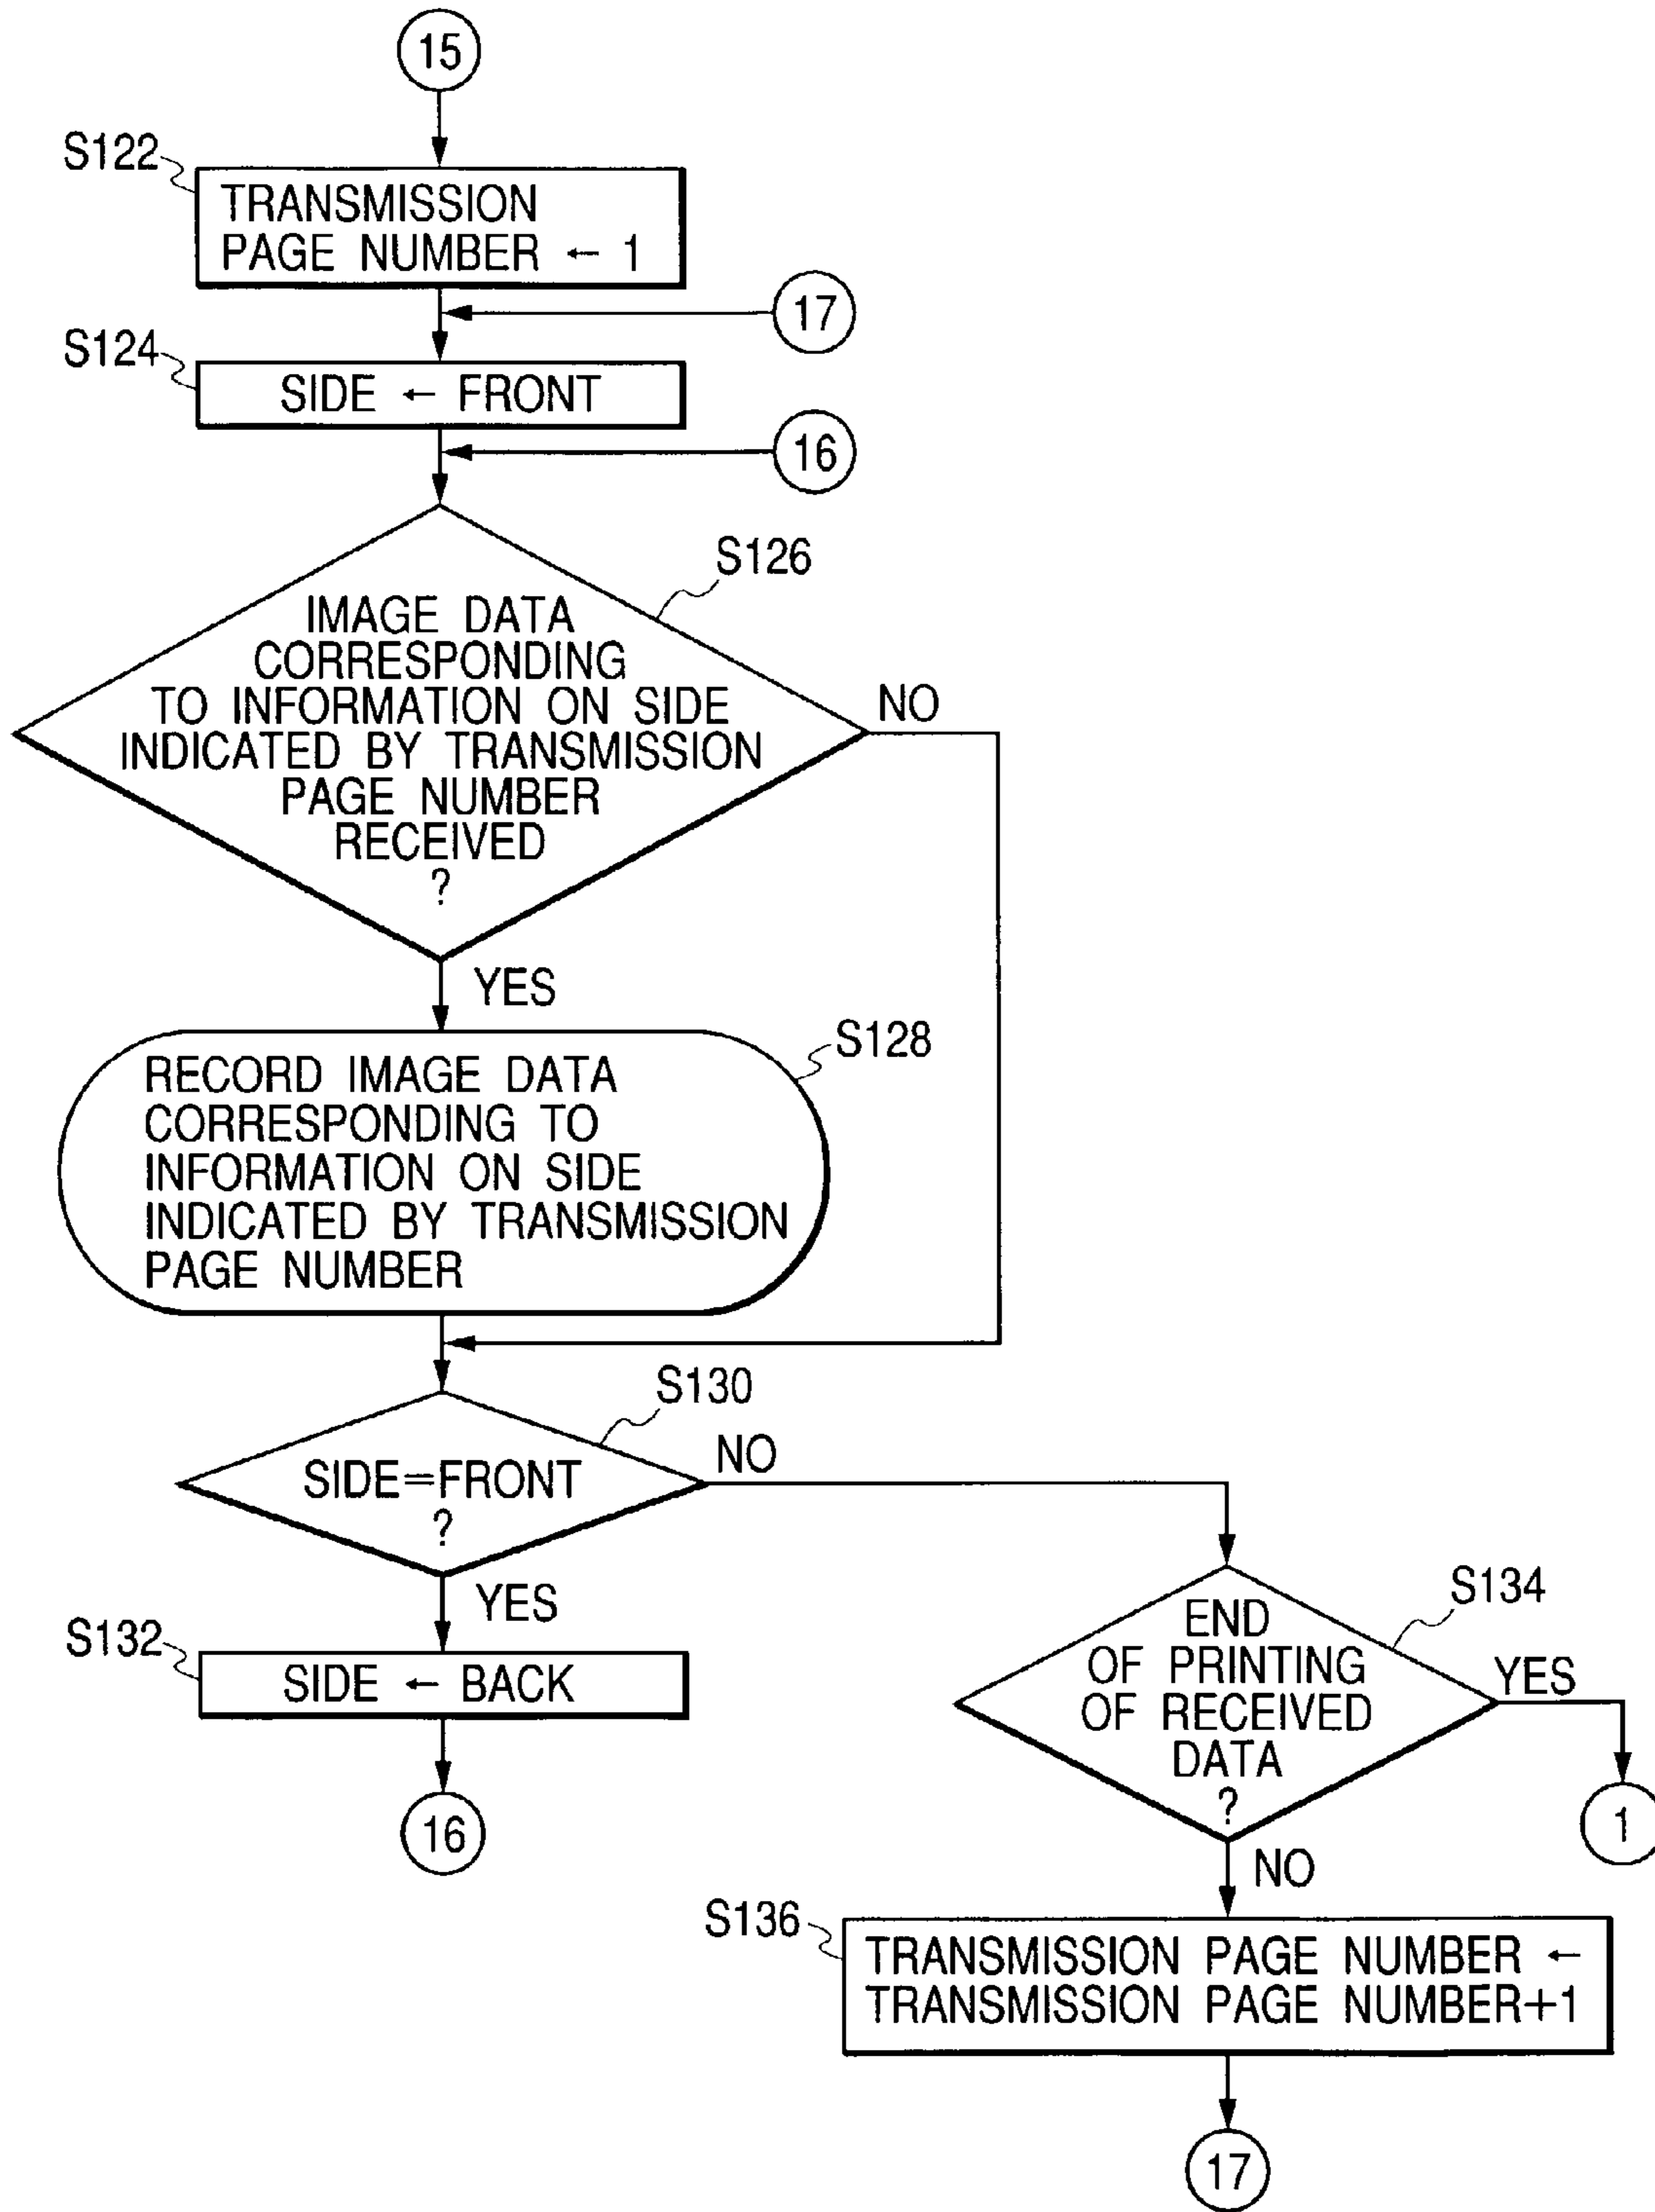 15
S122
TRANSMISSION
PAGE NUMBER ← 1
17
S124
SIDE ← FRONT
16
S126
IMAGE DATA
CORRESPONDING
TO INFORMATION ON SIDE
INDICATED BY TRANSMISSION
PAGE NUMBER
RECEIVED
?
NO
YES
S128
RECORD IMAGE DATA
CORRESPONDING TO
INFORMATION ON SIDE
INDICATED BY TRANSMISSION
PAGE NUMBER
S130
SIDE=FRONT
?
NO
YES
S132
SIDE ← BACK
16
S134
END
OF PRINTING
OF RECEIVED
DATA
?
YES
1
NO
S136
TRANSMISSION PAGE NUMBER ←
TRANSMISSION PAGE NUMBER+1
17